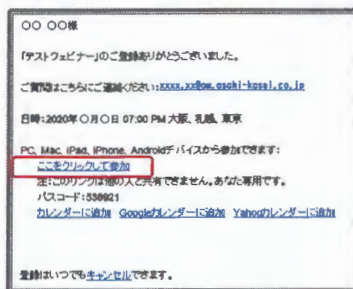 〇〇 〇〇様
「テストウェビナー」のご登録ありがとうございました。
ご質問はこちらにご連絡ください:xxxx.xx@om.asahi-kasei.co.jp
日時:2020年〇月〇日 07:00 PM 大阪、札幌、東京
PC, Mac, iPad, iPhone, Androidデバイスから参加できます:
ここをクリックして参加
注:このリンクは他の人と共有できません。あなた専用です。
パスコード:538921
カレンダーに追加 Googleカレンダーに追加 Yahooカレンダーに追加
登録はいつでもキャンセルできます。